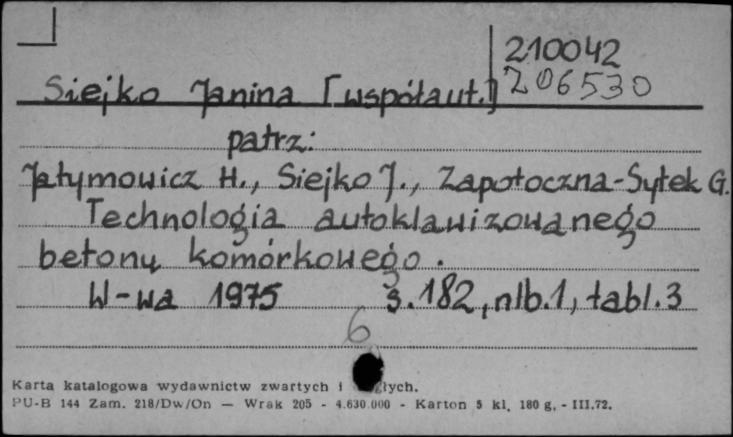 210042
Siejko Janina [współaut.] 206530
patrz:
Jatymowicz H., Siejko J., Zapotoczna-Sytek G.
Technologia autoklawizowanego
betonu komórkowego.
W-wa 1975 s.182, nlb.1, tabl.3
6
Karta katalogowa wydawnictw zwartych i
PU-B 144 Zam. 218/Dw/On — Wrak 205 - 4.630.000 - Karton 5 kl. 180 g. - III.72.